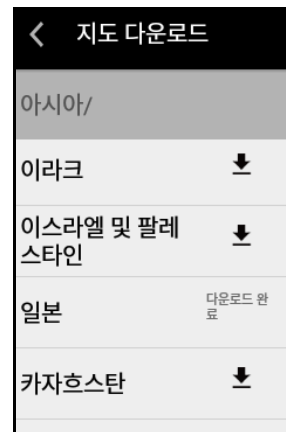 지도 다운로드
아시아/
이라크
이스라엘 및 팔레
스타인
일본
다운로드 완
료
카자흐스탄